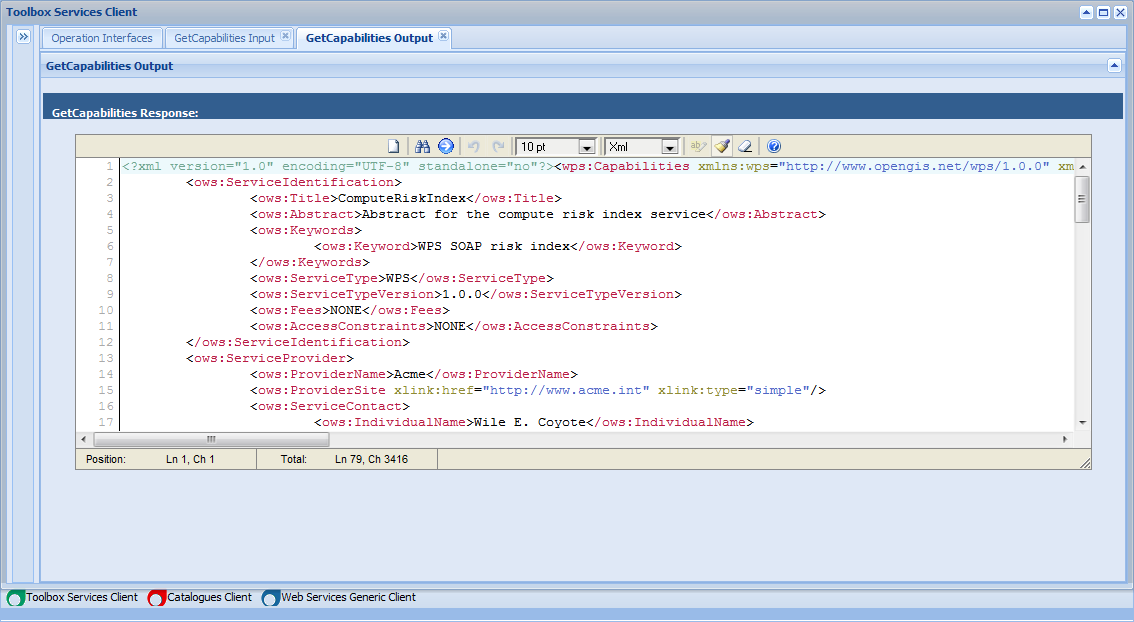 Toolbox Services Client
Operation Interfaces GetCapabilities Input GetCapabilities Output
GetCapabilities Output
GetCapabilities Response:
10 pt Xml
1 <?xml version="1.0" encoding="UTF-8" standalone="no"?><wps:Capabilities xmlns:wps="http://www.opengis.net/wps/1.0.0" xm
2 <ows:ServiceIdentification>
3 <ows:Title>ComputeRiskIndex</ows:Title>
4 <ows:Abstract>Abstract for the compute risk index service</ows:Abstract>
5 <ows:Keywords>
6 <ows:Keyword>WPS SOAP risk index</ows:Keyword>
7 </ows:Keywords>
8 <ows:ServiceType>WPS</ows:ServiceType>
9 <ows:ServiceTypeVersion>1.0.0</ows:ServiceTypeVersion>
10 <ows:Fees>NONE</ows:Fees>
11 <ows:AccessConstraints>NONE</ows:AccessConstraints>
12 </ows:ServiceIdentification>
13 <ows:ServiceProvider>
14 <ows:ProviderName>Acme</ows:ProviderName>
15 <ows:ProviderSite xlink:href="http://www.acme.int" xlink:type="simple"/>
16 <ows:ServiceContact>
17 <ows:IndividualName>Wile E. Coyote</ows:IndividualName>
Position: Ln 1, Ch 1 Total: Ln 79, Ch 3416
Toolbox Services Client Catalogues Client Web Services Generic Client